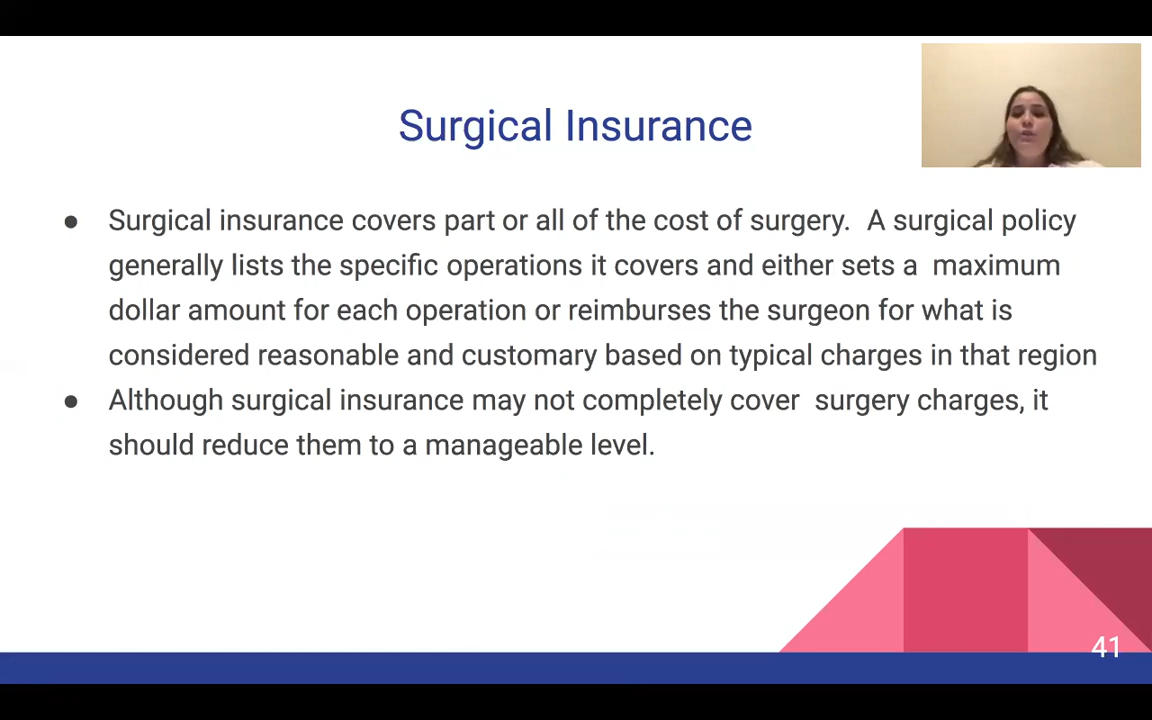 Surgical Insurance
● Surgical insurance covers part or all of the cost of surgery.  A surgical policy
generally lists the specific operations it covers and either sets a  maximum
dollar amount for each operation or reimburses the surgeon for what is
considered reasonable and customary based on typical charges in that region
● Although surgical insurance may not completely cover  surgery charges, it
should reduce them to a manageable level.
41